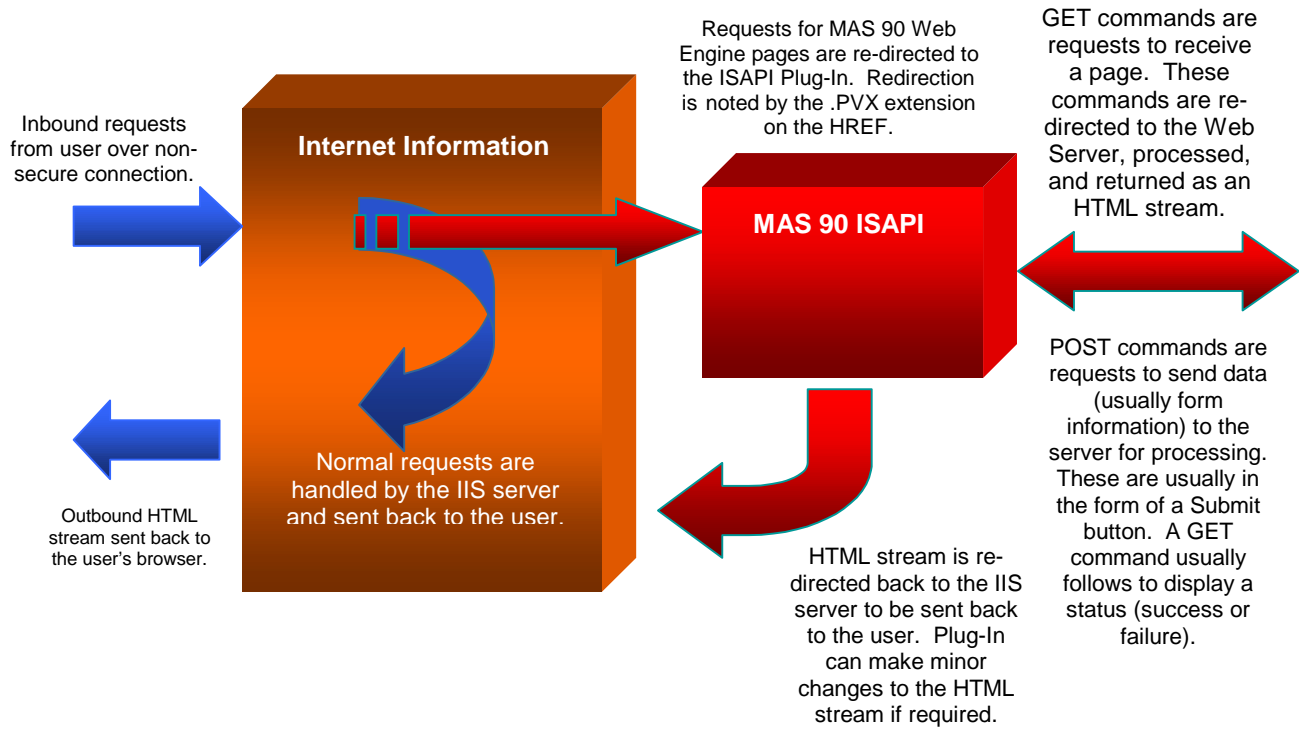 Inbound requests
from user over non-
secure connection.
Internet Information
Requests for MAS 90 Web
Engine pages are re-directed to
the ISAPI Plug-In.  Redirection
is noted by the .PVX extension
on the HREF.
MAS 90 ISAPI
GET commands are
requests to receive
a page.  These
commands are re-
directed to the Web
Server, processed,
and returned as an
HTML stream.
POST commands are
requests to send data
(usually form
information) to the
server for processing.
These are usually in
the form of a Submit
button.  A GET
command usually
follows to display a
status (success or
failure).
Normal requests are
handled by the IIS server
and sent back to the user.
Outbound HTML
stream sent back to
the user's browser.
HTML stream is re-
directed back to the IIS
server to be sent back
to the user.  Plug-In
can make minor
changes to the HTML
stream if required.